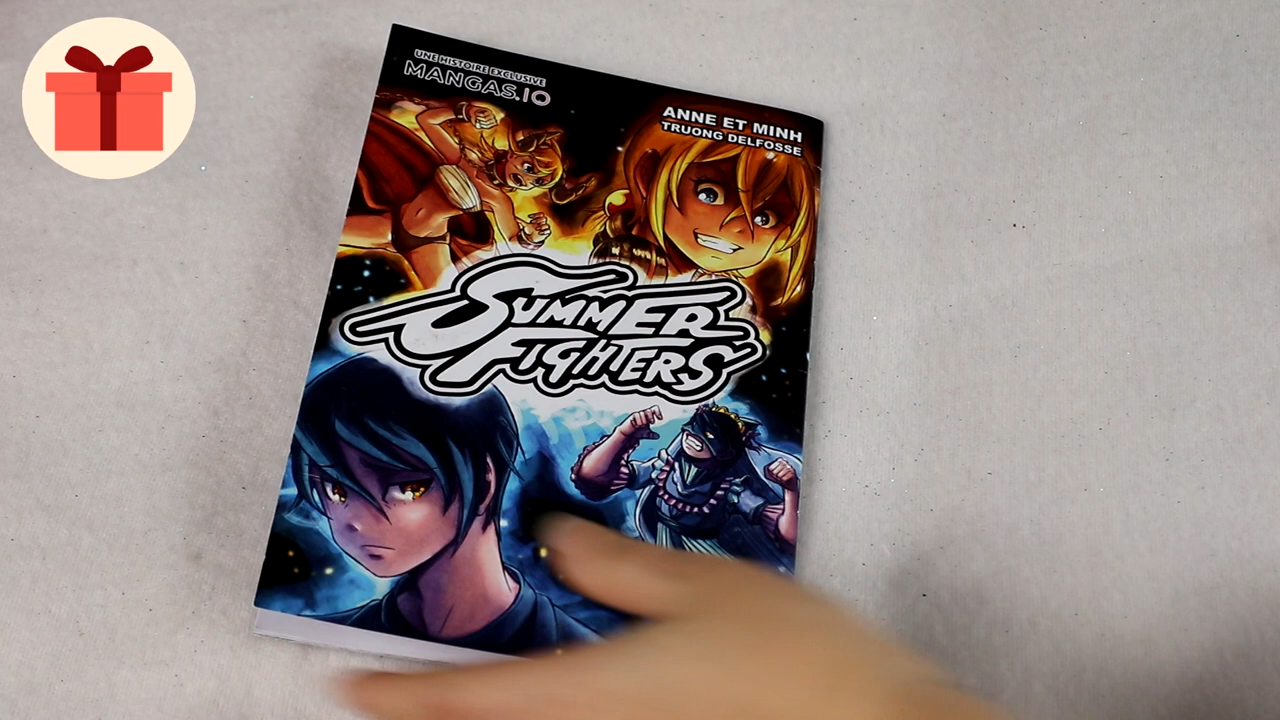 UNE HISTOIRE EXCLUSIVE
MANGAS.IO
ANNE ET MINH
TRUONG DELFOSSE
SUMMER
FIGHTERS